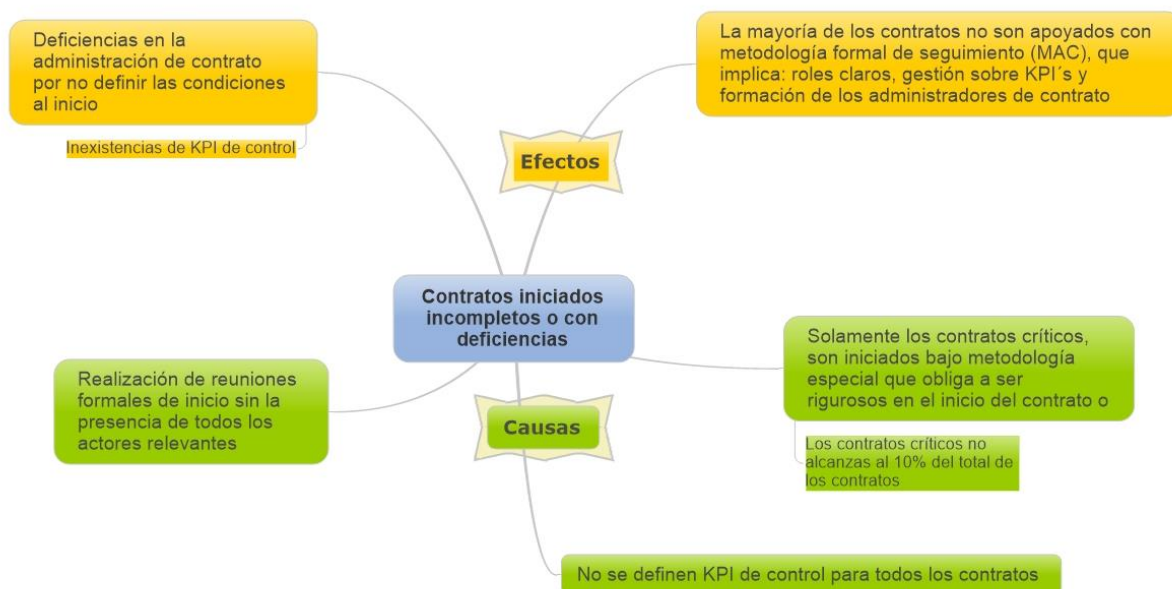 Deficiencias en la
administración de contrato
por no definir las condiciones
al inicio
Inexistencias de KPI de control
La mayoría de los contratos no son apoyados con
metodología formal de seguimiento (MAC), que
implica: roles claros, gestión sobre KPI´s y
formación de los administradores de contrato
Efectos
Contratos iniciados
incompletos o con
deficiencias
Realización de reuniones
formales de inicio sin la
presencia de todos los
actores relevantes
Causas
Solamente los contratos críticos,
son iniciados bajo metodología
especial que obliga a ser
rigurosos en el inicio del contrato o
Los contratos críticos no
alcanzas al 10% del total de
los contratos
No se definen KPI de control para todos los contratos